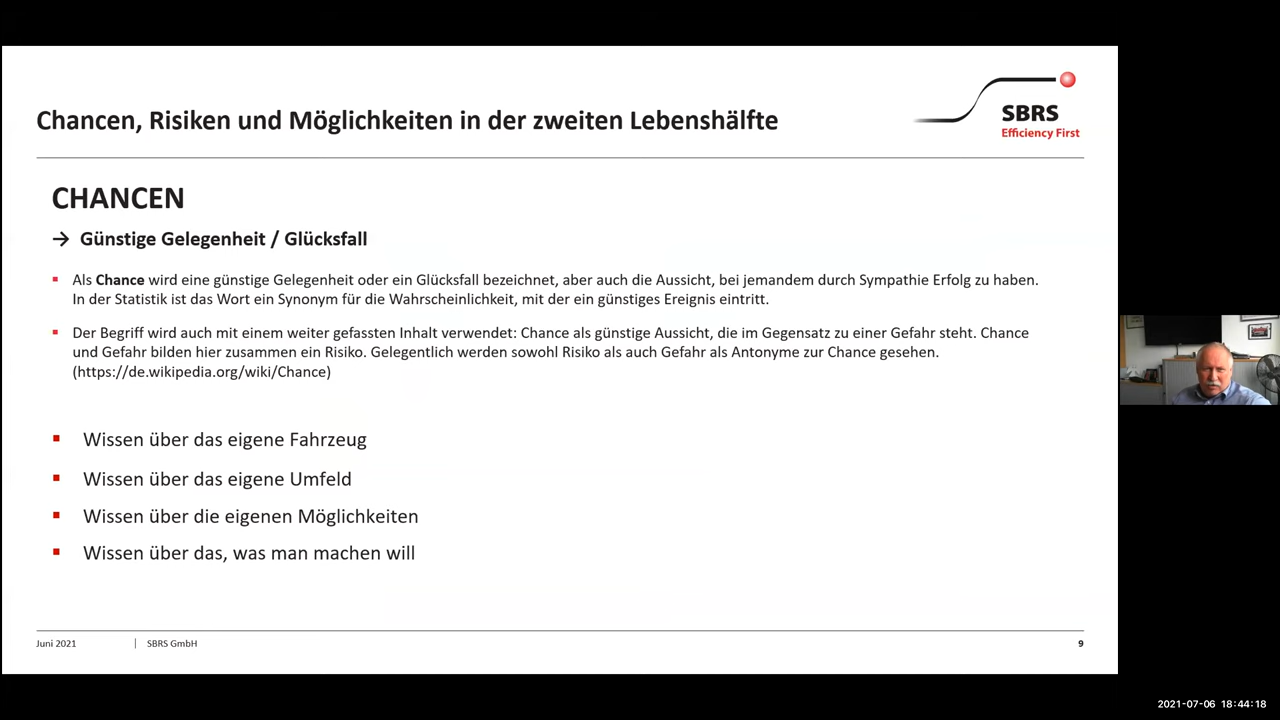 Chancen, Risiken und Möglichkeiten in der zweiten Lebenshälfte
SBRS
Efficiency First
CHANCEN
→ Günstige Gelegenheit / Glücksfall
▪ Als Chance wird eine günstige Gelegenheit oder ein Glücksfall bezeichnet, aber auch die Aussicht, bei jemandem durch Sympathie Erfolg zu haben.
In der Statistik ist das Wort ein Synonym für die Wahrscheinlichkeit, mit der ein günstiges Ereignis eintritt.
▪ Der Begriff wird auch mit einem weiter gefassten Inhalt verwendet: Chance als günstige Aussicht, die im Gegensatz zu einer Gefahr steht. Chance
und Gefahr bilden hier zusammen ein Risiko. Gelegentlich werden sowohl Risiko als auch Gefahr als Antonyme zur Chance gesehen.
(https://de.wikipedia.org/wiki/Chance)
▪ Wissen über das eigene Fahrzeug
▪ Wissen über das eigene Umfeld
▪ Wissen über die eigenen Möglichkeiten
▪ Wissen über das, was man machen will
Juni 2021 | SBRS GmbH 9
2021-07-06 18:44:18